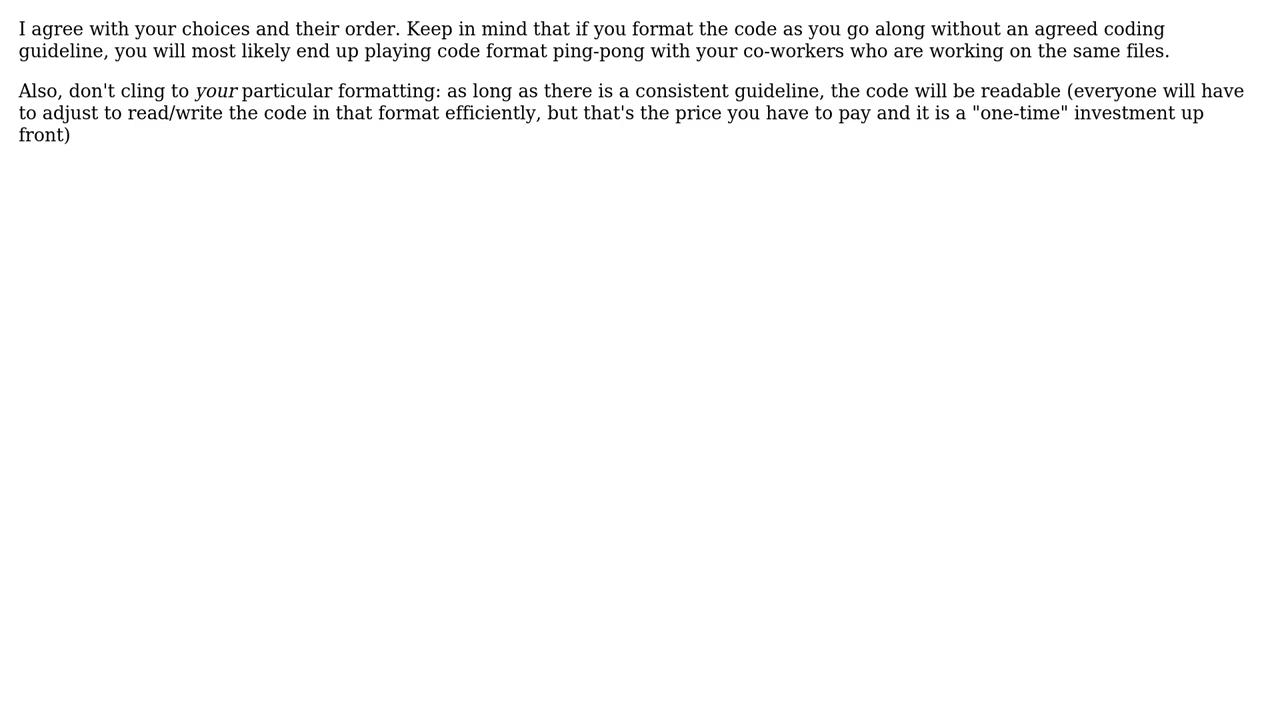 I agree with your choices and their order. Keep in mind that if you format the code as you go along without an agreed coding
guideline, you will most likely end up playing code format ping-pong with your co-workers who are working on the same files.
Also, don't cling to your particular formatting: as long as there is a consistent guideline, the code will be readable (everyone will have
to adjust to read/write the code in that format efficiently, but that's the price you have to pay and it is a "one-time" investment up
front)